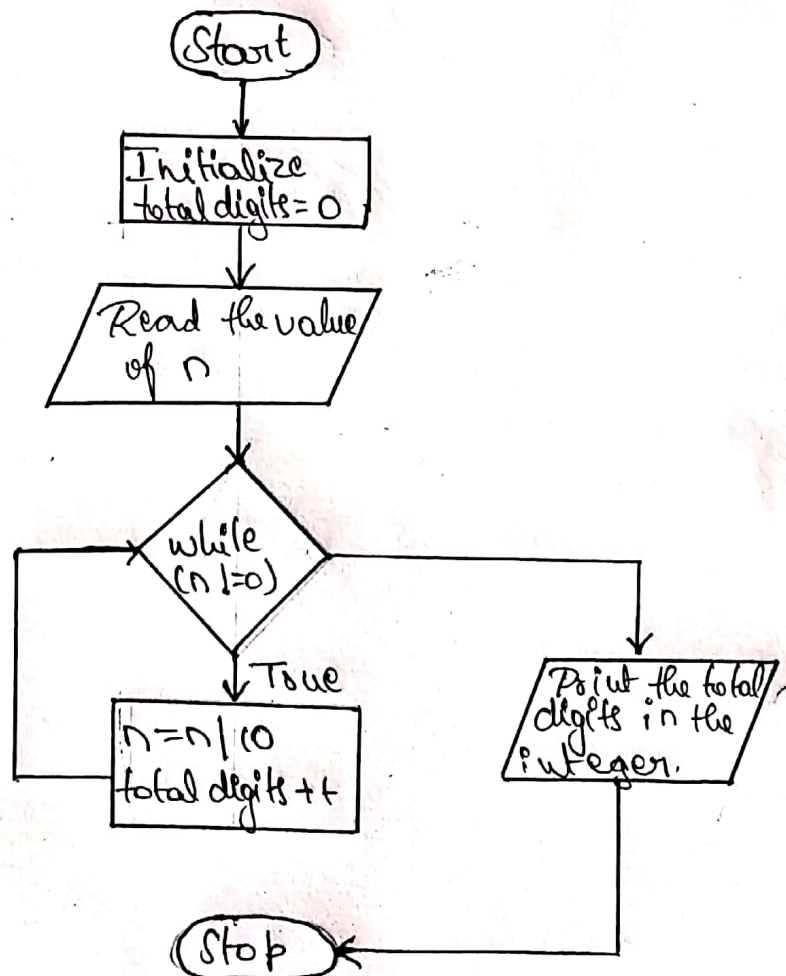 Start
Initialize
total digits = 0
Read the value
of n
while
(n != 0)
True
n = n / 10
total digits ++
Print the total
digits in the
integer.
Stop